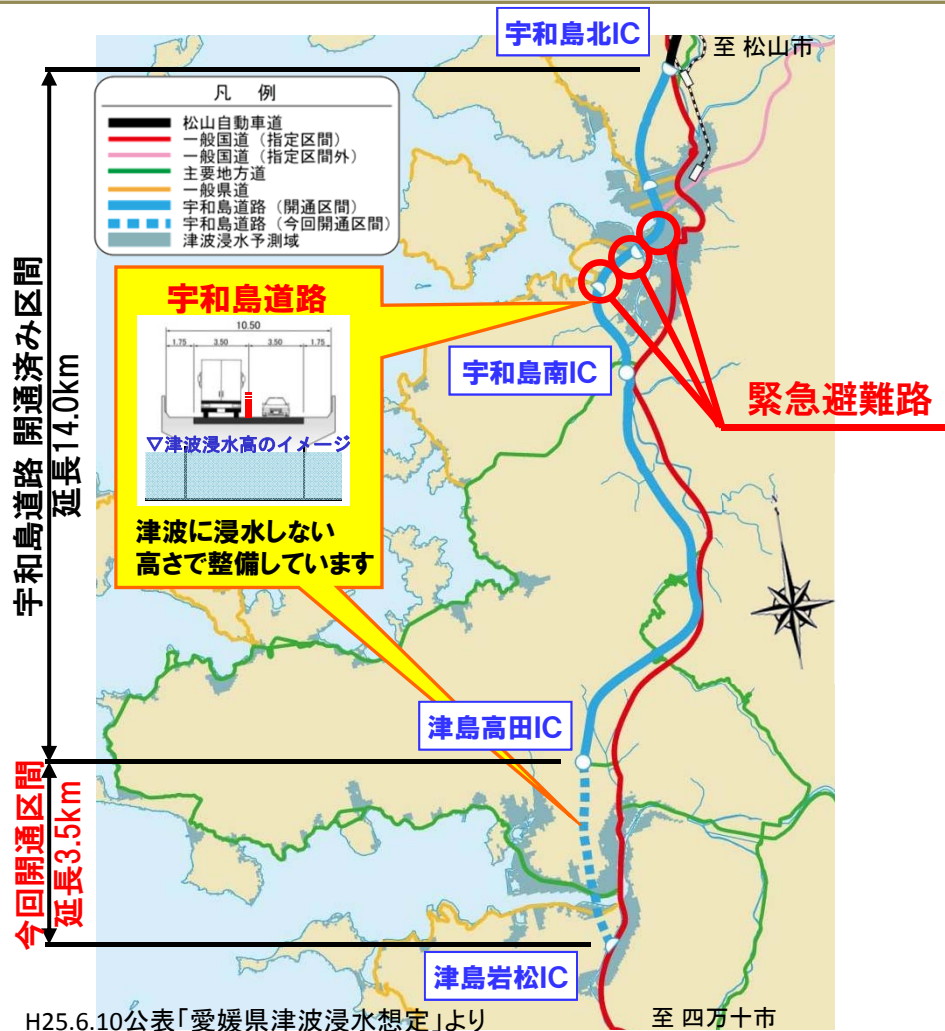 宇和島北IC
至 松山市
凡 例
松山自動車道
一般国道（指定区間）
一般国道（指定区間外）
主要地方道
一般県道
宇和島道路（開通区間）
宇和島道路（今回開通区間）
津波浸水予測域
宇和島道路 開通済み区間
延長14.0km
宇和島道路
10.50
1.75 3.50 3.50 1.75
▽津波浸水高のイメージ
津波に浸水しない
高さで整備しています
宇和島南IC
緊急避難路
津島高田IC
今回開通区間
延長3.5km
津島岩松IC
H25.6.10公表｢愛媛県津波浸水想定｣より
至 四万十市